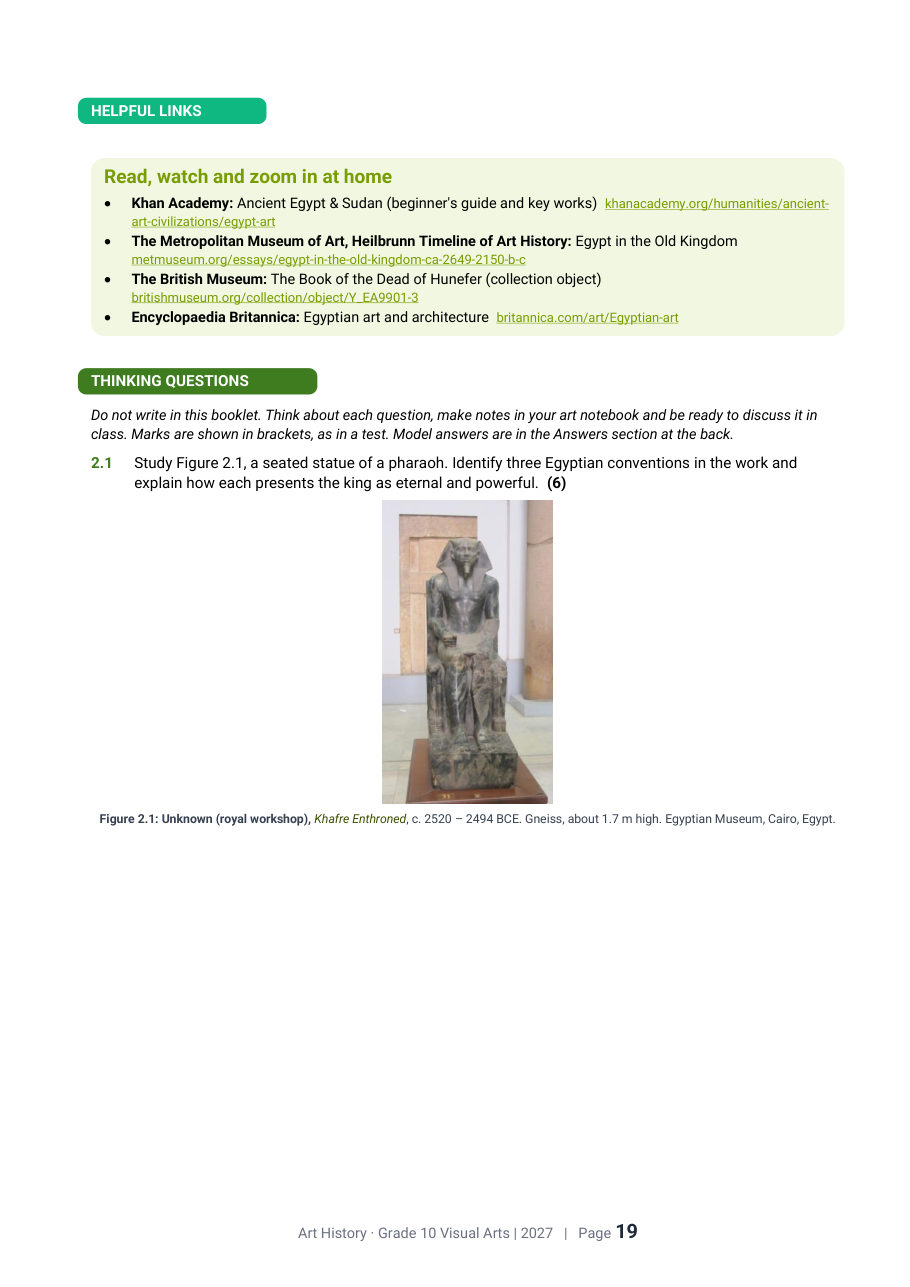 HELPFUL LINKS
Read, watch and zoom in at home
• Khan Academy: Ancient Egypt & Sudan (beginner's guide and key works) khanacademy.org/humanities/ancient-
art-civilizations/egypt-art
• The Metropolitan Museum of Art, Heilbrunn Timeline of Art History: Egypt in the Old Kingdom
metmuseum.org/essays/egypt-in-the-old-kingdom-ca-2649-2150-b-c
• The British Museum: The Book of the Dead of Hunefer (collection object)
britishmuseum.org/collection/object/Y_EA9901-3
• Encyclopaedia Britannica: Egyptian art and architecture britannica.com/art/Egyptian-art
THINKING QUESTIONS
Do not write in this booklet. Think about each question, make notes in your art notebook and be ready to discuss it in
class. Marks are shown in brackets, as in a test. Model answers are in the Answers section at the back.
2.1 Study Figure 2.1, a seated statue of a pharaoh. Identify three Egyptian conventions in the work and
explain how each presents the king as eternal and powerful. (6)
Figure 2.1: Unknown (royal workshop), Khafre Enthroned, c. 2520 – 2494 BCE. Gneiss, about 1.7 m high. Egyptian Museum, Cairo, Egypt.
Art History · Grade 10 Visual Arts | 2027 | Page 19